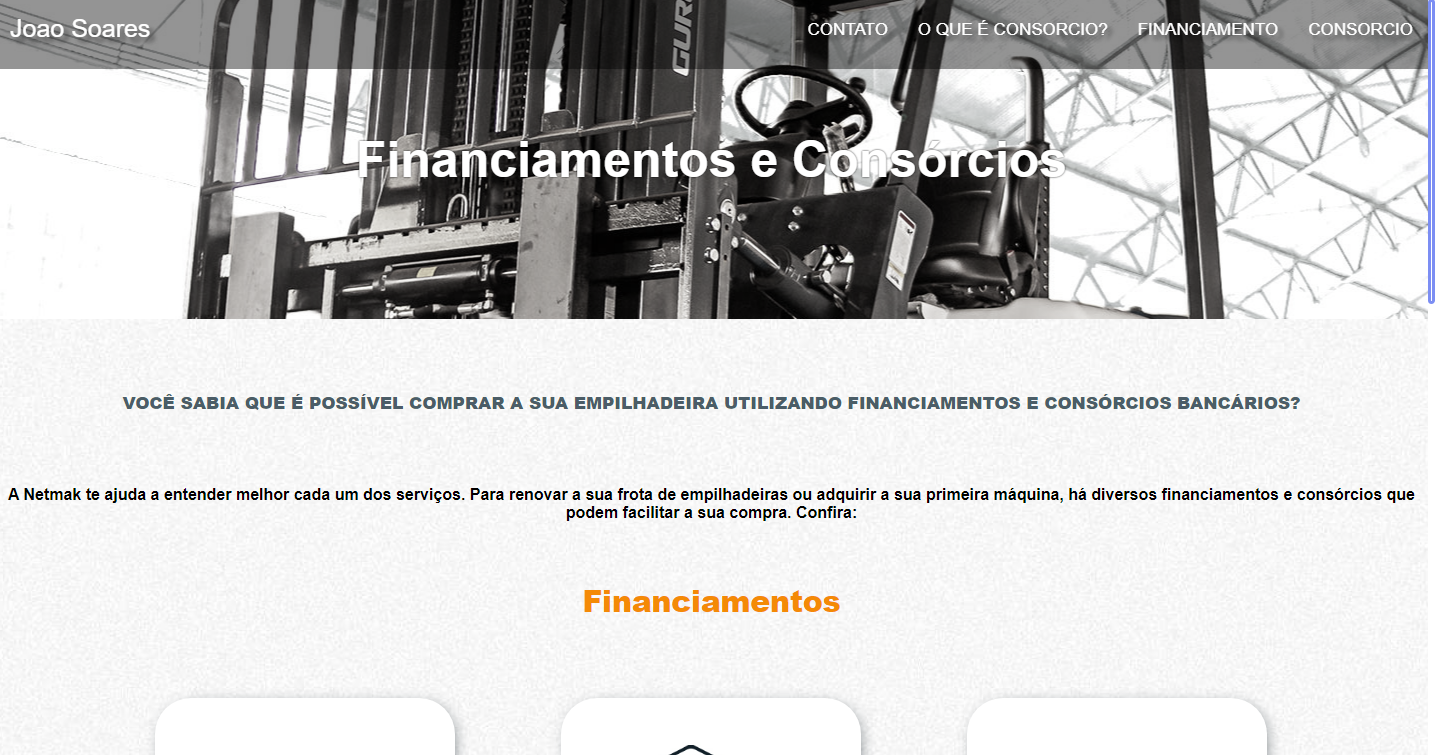 Joao Soares
CONTATO O QUE É CONSORCIO? FINANCIAMENTO CONSORCIO
Financiamentos e Consórcios
VOCÊ SABIA QUE É POSSÍVEL COMPRAR A SUA EMPILHADEIRA UTILIZANDO FINANCIAMENTOS E CONSÓRCIOS BANCÁRIOS?
A Netmak te ajuda a entender melhor cada um dos serviços. Para renovar a sua frota de empilhadeiras ou adquirir a sua primeira máquina, há diversos financiamentos e consórcios que
podem facilitar a sua compra. Confira:
Financiamentos